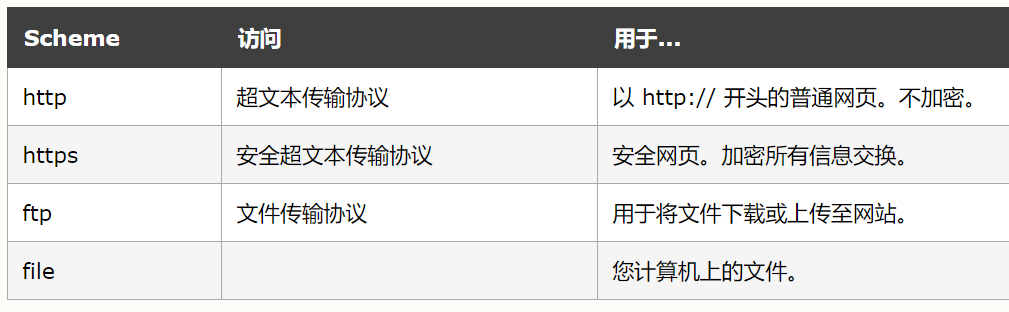 Scheme 访问 用于...
http 超文本传输协议 以 http:// 开头的普通网页。不加密。
https 安全超文本传输协议 安全网页。加密所有信息交换。
ftp 文件传输协议 用于将文件下载或上传至网站。
file 您计算机上的文件。